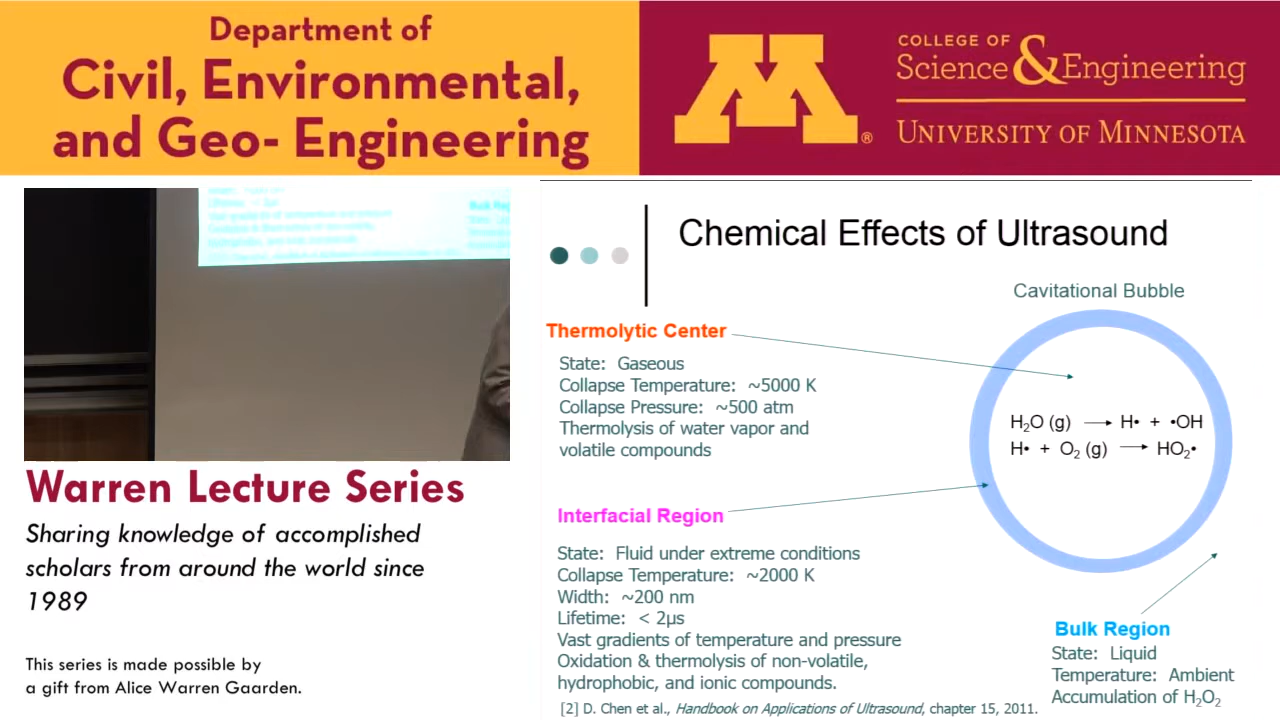 Department of
Civil, Environmental,
and Geo- Engineering
M®
COLLEGE OF
Science & Engineering
UNIVERSITY OF MINNESOTA
Warren Lecture Series
Sharing knowledge of accomplished
scholars from around the world since
1989
This series is made possible by
a gift from Alice Warren Gaarden.
Chemical Effects of Ultrasound
Cavitational Bubble
Thermolytic Center
State: Gaseous
Collapse Temperature: ~5000 K
Collapse Pressure: ~500 atm
Thermolysis of water vapor and
volatile compounds
H₂O (g) → H• + •OH
H• + O₂ (g) → HO₂•
Interfacial Region
State: Fluid under extreme conditions
Collapse Temperature: ~2000 K
Width: ~200 nm
Lifetime: < 2μs
Vast gradients of temperature and pressure
Oxidation & thermolysis of non-volatile,
hydrophobic, and ionic compounds.
Bulk Region
State: Liquid
Temperature: Ambient
Accumulation of H₂O₂
[2] D. Chen et al., Handbook on Applications of Ultrasound, chapter 15, 2011.